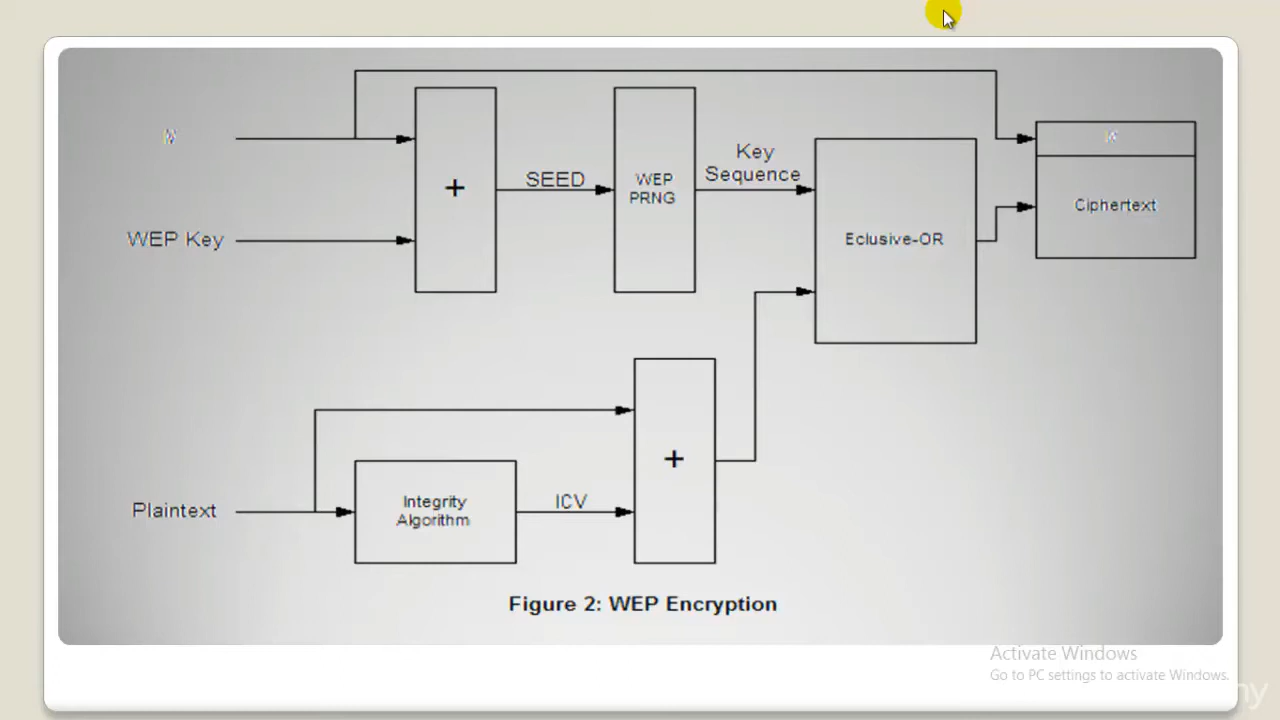 Key
Sequence
SEED
WEP
PRNG
+
WEP Key
Eclusive-OR
Ciphertext
+
Plaintext
Integrity
Algorithm
ICV
Figure 2: WEP Encryption
Activate Windows
Go to PC settings to activate Windows.